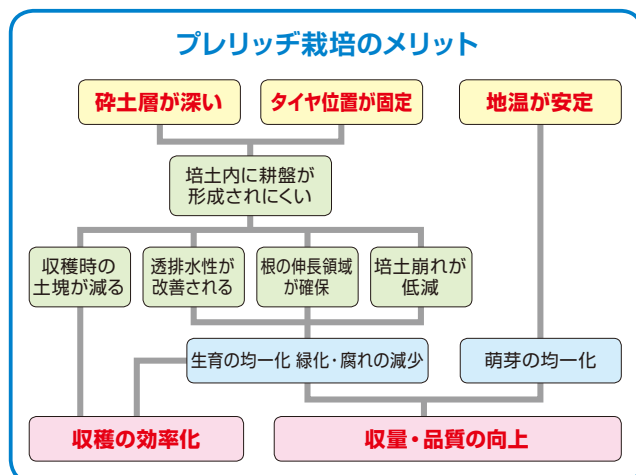 プレリッヂ栽培のメリット
砕土層が深い
タイヤ位置が固定
地温が安定
培土内に耕盤が
形成されにくい
収穫時の
土塊が減る
透排水性が
改善される
根の伸長領域
が確保
培土崩れが
低減
生育の均一化 緑化・腐れの減少
萌芽の均一化
収穫の効率化
収量・品質の向上